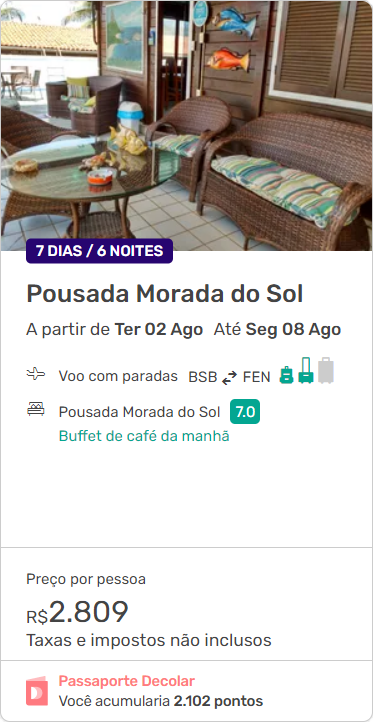 7 DIAS / 6 NOITES
Pousada Morada do Sol
A partir de Ter 02 Ago Até Seg 08 Ago
Voo com paradas BSB FEN
Pousada Morada do Sol 7.0
Buffet de café da manhã
Preço por pessoa
R$2.809
Taxas e impostos não inclusos
Passaporte Decolar
Você acumularia 2.102 pontos